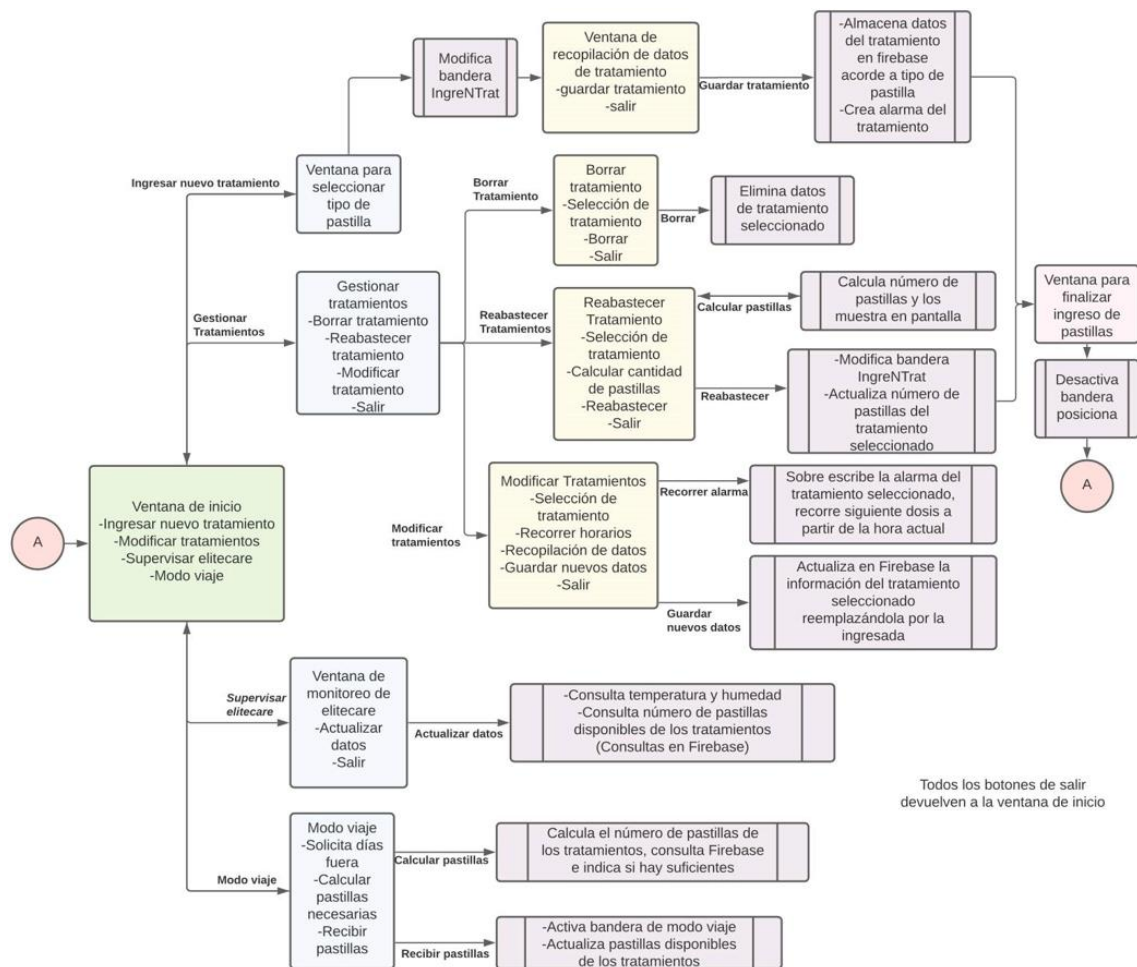 Modifica
bandera
IngreNTrat
Ventana de
recopilación de datos
de tratamiento
-guardar tratamiento
-salir
Guardar tratamiento
-Almacena datos
del tratamiento
en firebase
acorde a tipo de
pastilla
-Crea alarma del
tratamiento
Ingresar nuevo tratamiento
Ventana para
seleccionar
tipo de
pastilla
Borrar
Tratamiento
Borrar
tratamiento
-Selección de
tratamiento
-Borrar
-Salir
Borrar
Elimina datos
de tratamiento
seleccionado
Gestionar
Tratamientos
Gestionar
tratamientos
-Borrar tratamiento
-Reabastecer
tratamiento
-Modificar
tratamiento
-Salir
Reabastecer
Tratamientos
Reabastecer
Tratamiento
-Selección de
tratamiento
-Calcular cantidad
de pastillas
-Reabastecer
-Salir
Calcular pastillas
Calcula número de
pastillas y los
muestra en pantalla
Reabastecer
-Modifica bandera
IngreNTrat
-Actualiza número de
pastillas del
tratamiento
seleccionado
Ventana para
finalizar
ingreso de
pastillas
Desactiva
bandera
posiciona
A
A
Ventana de inicio
-Ingresar nuevo tratamiento
-Modificar tratamientos
-Supervisar elitecare
-Modo viaje
Modificar
tratamientos
Modificar Tratamientos
-Selección de
tratamiento
-Recorrer horarios
-Recopilación de datos
-Guardar nuevos datos
-Salir
Recorrer alarma
Sobre escribe la alarma del
tratamiento seleccionado,
recorre siguiente dosis a
partir de la hora actual
Guardar
nuevos datos
Actualiza en Firebase la
información del tratamiento
seleccionado
reemplazándola por la
ingresada
Supervisar
elitecare
Ventana de
monitoreo de
elitecare
-Actualizar
datos
-Salir
Actualizar datos
-Consulta temperatura y humedad
-Consulta número de pastillas
disponibles de los tratamientos
(Consultas en Firebase)
Todos los botones de salir
devuelven a la ventana de inicio
Modo viaje
Modo viaje
-Solicita días
fuera
-Calcular
pastillas
necesarias
-Recibir
pastillas
Calcular pastillas
Calcula el número de pastillas de
los tratamientos, consulta Firebase
e indica si hay suficientes
Recibir pastillas
-Activa bandera de modo viaje
-Actualiza pastillas disponibles
de los tratamientos